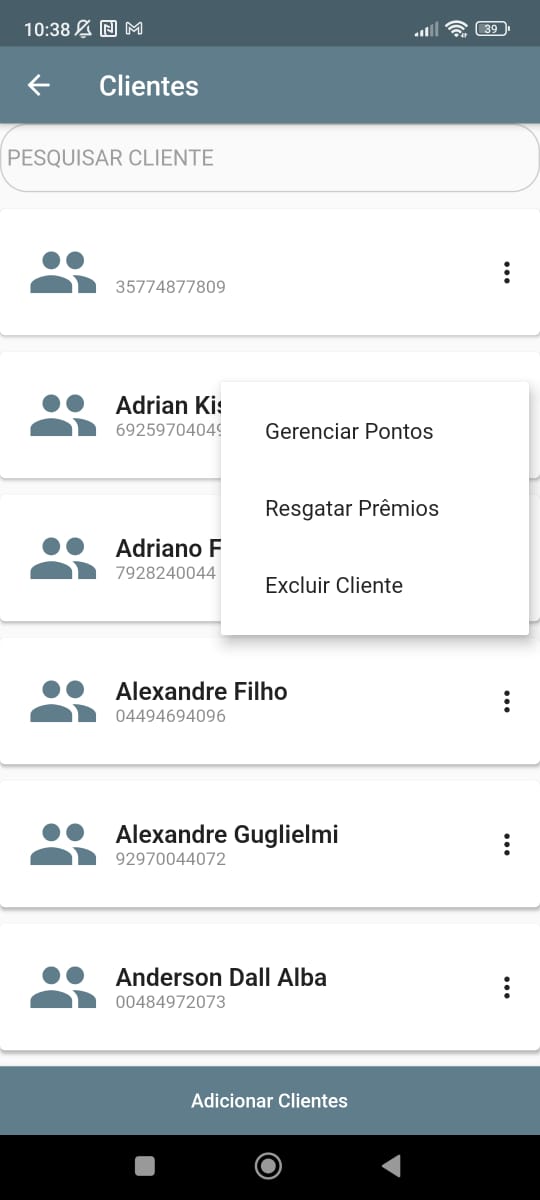 10:38
39
Clientes
PESQUISAR CLIENTE
35774877809
Adrian Kis
69259704049
Gerenciar Pontos
Resgatar Prêmios
Adriano F
7928240044
Excluir Cliente
Alexandre Filho
04494694096
Alexandre Guglielmi
92970044072
Anderson Dall Alba
00484972073
Adicionar Clientes